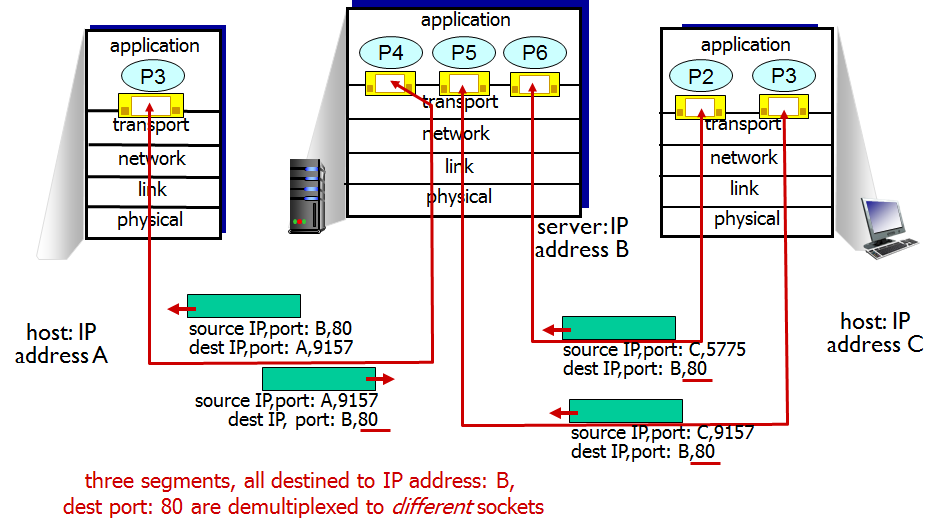 application
P3
transport
network
link
physical
application
P4 P5 P6
transport
network
link
physical
application
P2 P3
transport
network
link
physical
server:IP
address B
host: IP
address A
host: IP
address C
source IP,port: B,80
dest IP,port: A,9157
source IP,port: A,9157
dest IP, port: B,80
source IP,port: C,5775
dest IP,port: B,80
source IP,port: C,9157
dest IP,port: B,80
three segments, all destined to IP address: B,
dest port: 80 are demultiplexed to different sockets